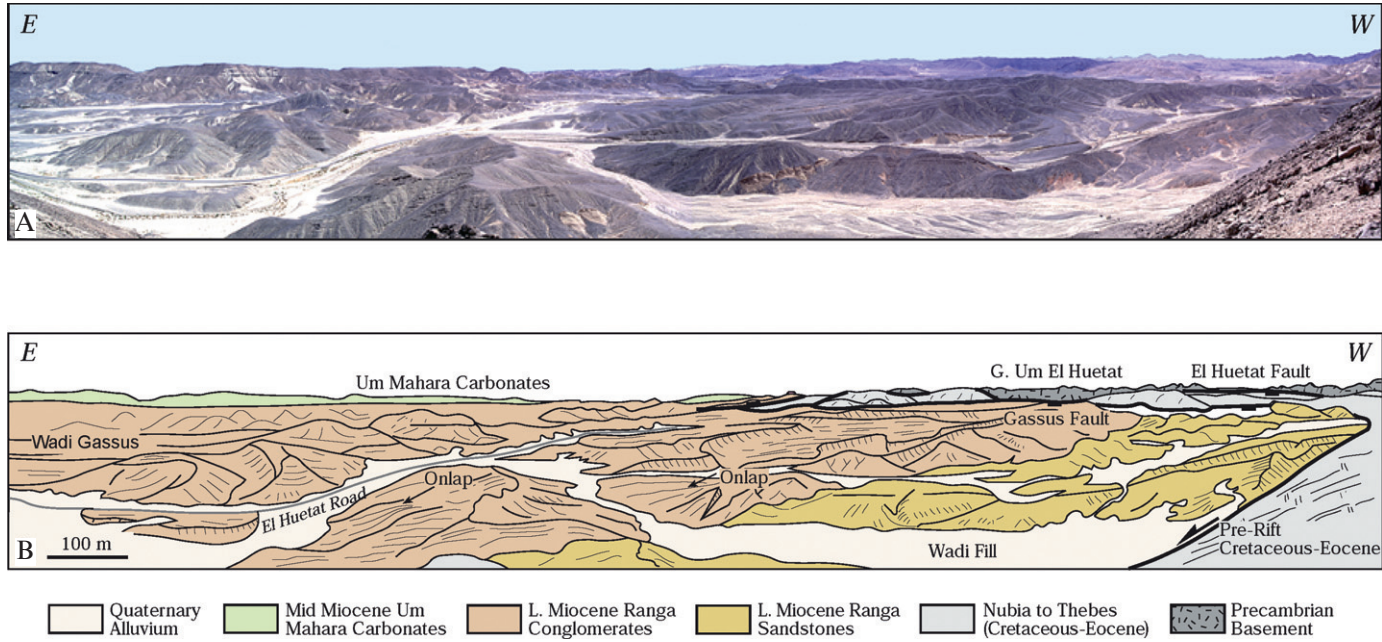 E
W
A
E
W
G. Um El Huetat
El Huetat Fault
Um Mahara Carbonates
Wadi Gassus
Gassus Fault
Onlap
Onlap
El Huetat Road
B
100 m
Wadi Fill
Pre-Rift
Cretaceous-Eocene
Quaternary
Alluvium
Mid Miocene Um
Mahara Carbonates
L. Miocene Ranga
Conglomerates
L. Miocene Ranga
Sandstones
Nubia to Thebes
(Cretaceous-Eocene)
Precambrian
Basement